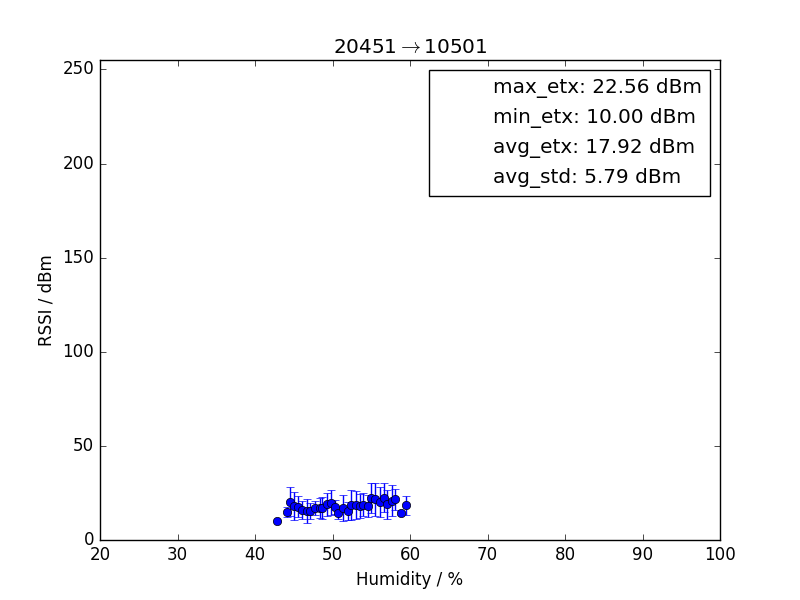 20451→10501
max_etx: 22.56 dBm
min_etx: 10.00 dBm
avg_etx: 17.92 dBm
avg_std: 5.79 dBm
RSSI / dBm
250
200
150
100
50
0
20 30 40 50 60 70 80 90 100
Humidity / %